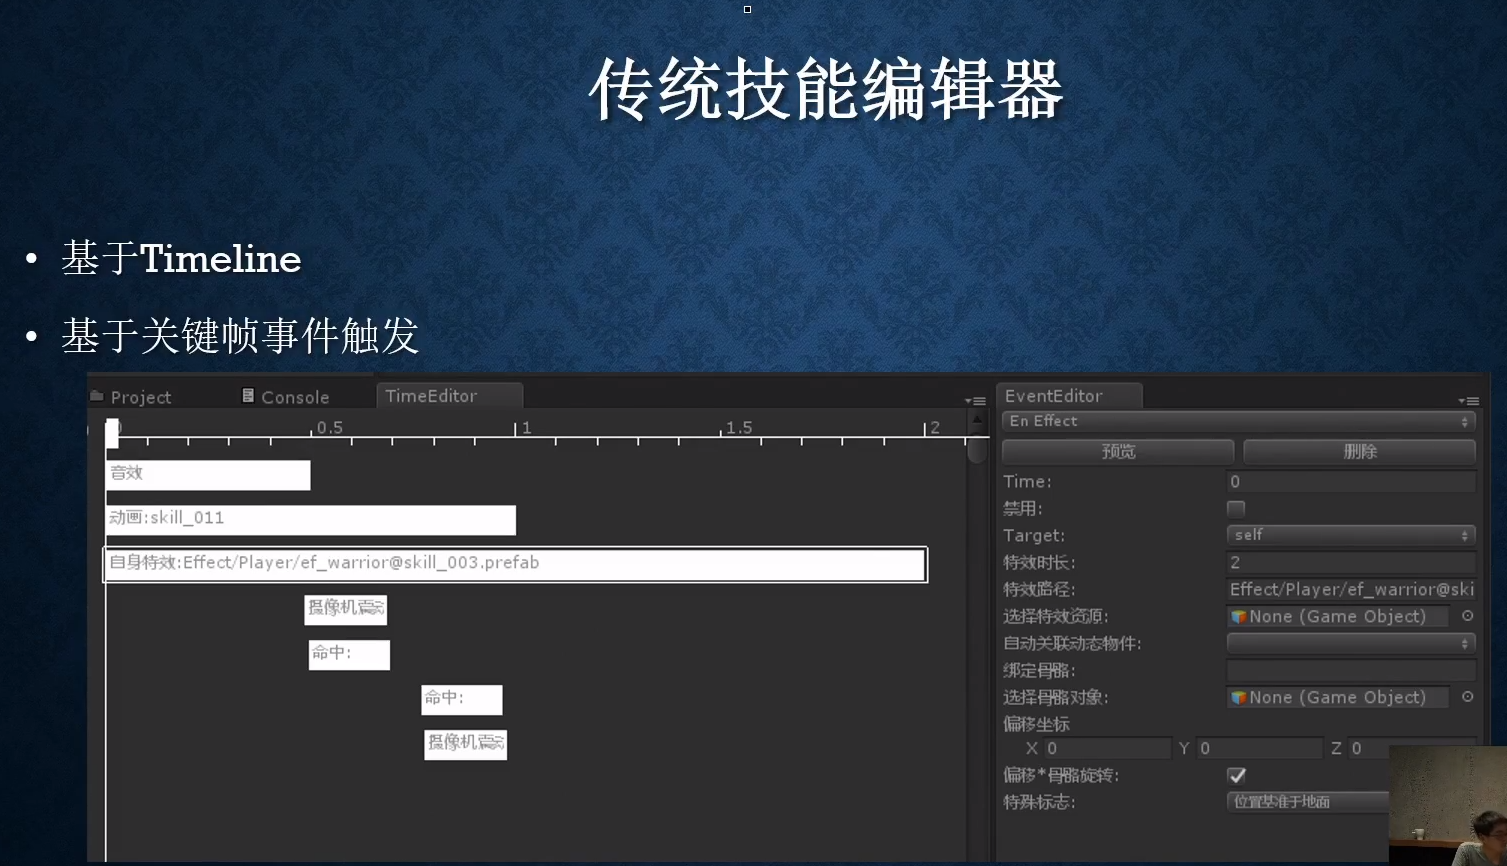 传统技能编辑器
• 基于Timeline
• 基于关键帧事件触发
Project Console TimeEditor
0.5 1 1.5 2
音效
动画:skill_011
自身特效:Effect/Player/ef_warrior@skill_003.prefab
摄像机震
命中:
命中:
摄像机震
EventEditor
En Effect
预览 删除
Time: 0
禁用:
Target: self
特效时长: 2
特效路径: Effect/Player/ef_warrior@ski
选择特效资源: None (Game Object)
自动关联动态物件:
绑定骨骼:
选择骨骼对象: None (Game Object)
偏移坐标
X 0 Y 0 Z 0
偏移*骨骼旋转:
特殊标志: 位置基准于地面